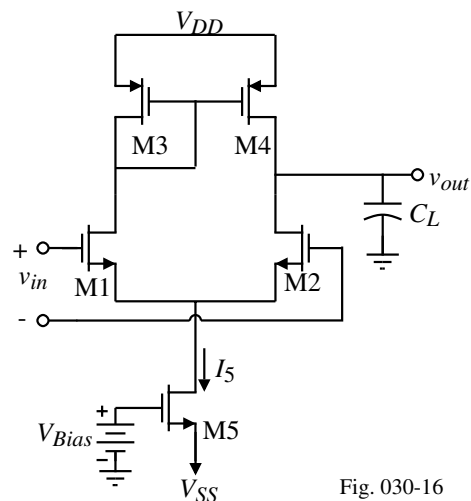 V_DD
M3
M4
v_out
C_L
+
v_in
-
M1
M2
I_5
+
V_Bias
-
M5
V_SS
Fig. 030-16